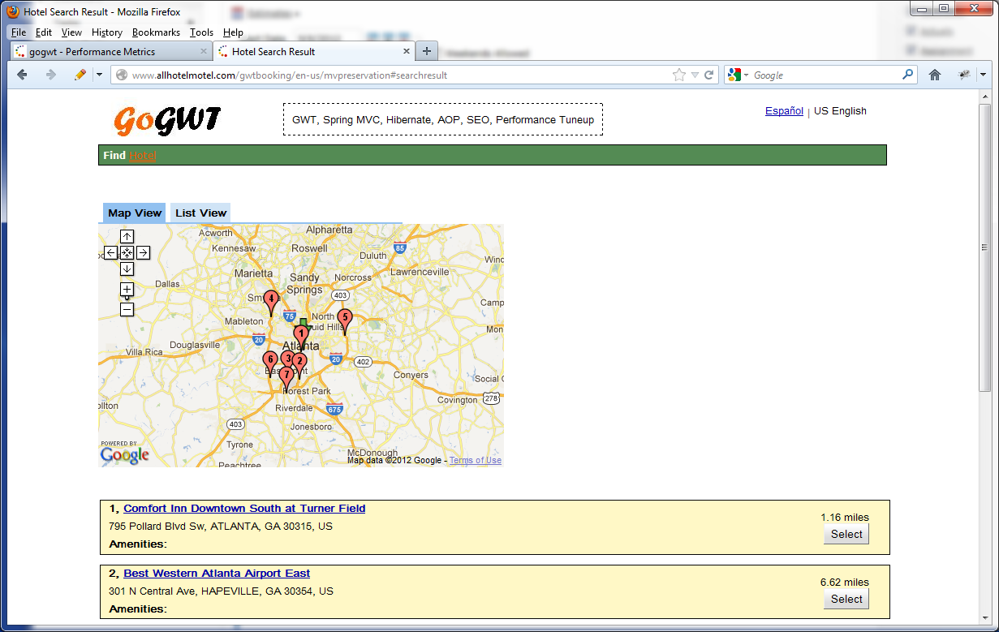 Hotel Search Result - Mozilla Firefox
File Edit View History Bookmarks Tools Help
gogwt - Performance Metrics
Hotel Search Result
www.allhotelmotel.com/gwtbooking/en-us/mvpreservation#searchresult
Google
GoGWT
GWT, Spring MVC, Hibernate, AOP, SEO, Performance Tuneup
Español | US English
Find Hotel
Map View List View
Acworth
Alpharetta
Kennesaw
Roswell
85
Duluth
Marietta
Sandy Springs
Norcross
Lawrenceville
Dallas
403
4
75
North
5
Mableton
1
20
Atlanta
Douglasville
Villa Rica
6
3
2
20
402
7
Conyers
Social C
Forest Park
Covington
278
Riverdale
675
403
Jonesboro
Tyrone
McDonough
Peachtree
POWERED BY
Google
Map data ©2012 Google - Terms of Use
1, Comfort Inn Downtown South at Turner Field
795 Pollard Blvd Sw, ATLANTA, GA 30315, US
Amenities:
1.16 miles
Select
2, Best Western Atlanta Airport East
301 N Central Ave, HAPEVILLE, GA 30354, US
Amenities:
6.62 miles
Select